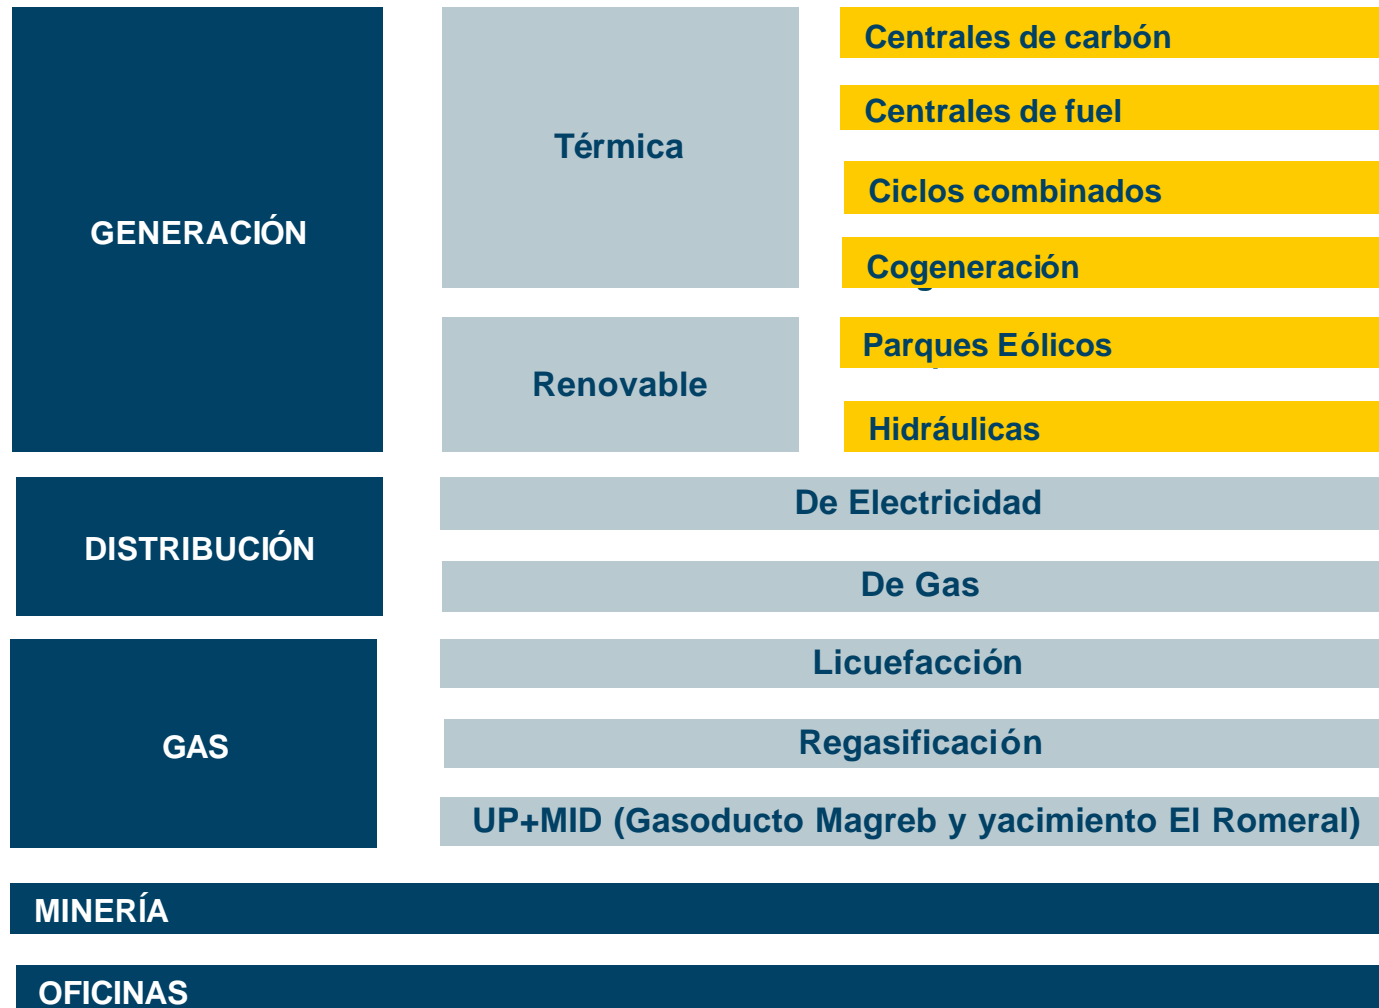 GENERACIÓN
Térmica
Centrales de carbón
Centrales de fuel
Ciclos combinados
Cogeneración
Renovable
Parques Eólicos
Hidráulicas
DISTRIBUCIÓN
De Electricidad
De Gas
GAS
Licuefacción
Regasificación
UP+MID (Gasoducto Magreb y yacimiento El Romeral)
MINERÍA
OFICINAS